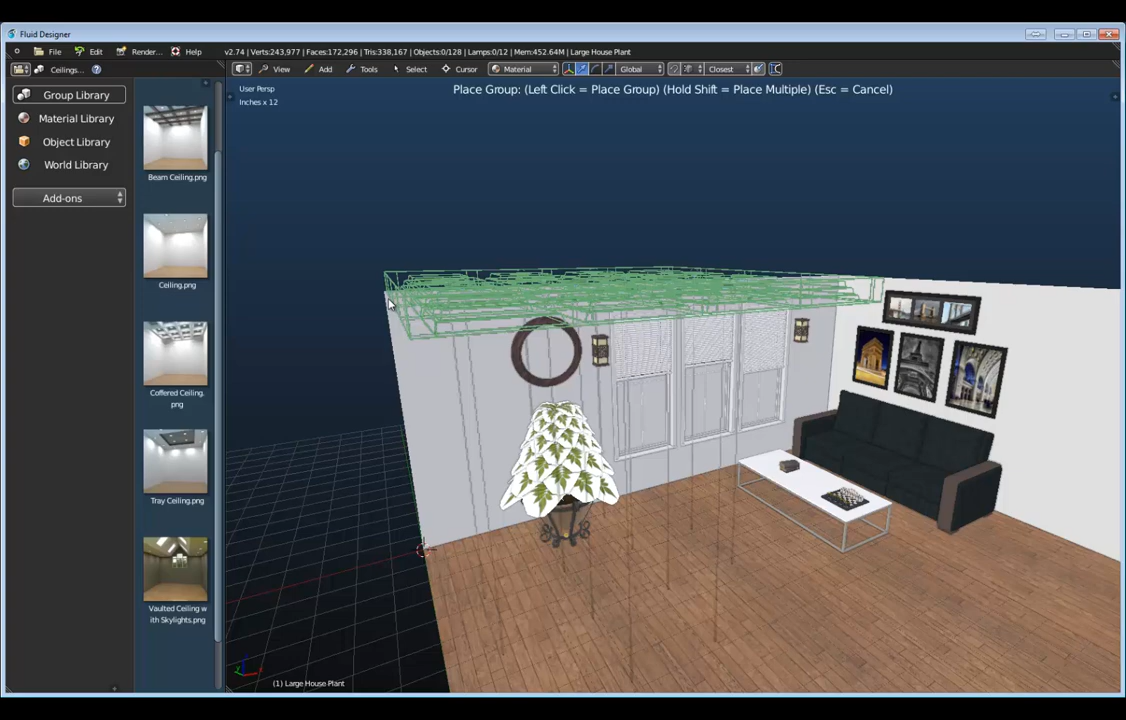 Fluid Designer
File Edit Render... Help v2.74 | Verts:243,977 | Faces:172,296 | Tris:338,167 | Objects:0/128 | Lamps:0/12 | Mem:452.64M | Large House Plant
Ceilings... View Add Tools Select Cursor Material Global Closest
Group Library
Material Library
Object Library
World Library
Add-ons
Beam Ceiling.png
Ceiling.png
Coffered Ceiling.
png
Tray Ceiling.png
Vaulted Ceiling w
ith Skylights.png
User Persp
Inches x 12
Place Group: (Left Click = Place Group) (Hold Shift = Place Multiple) (Esc = Cancel)
(1) Large House Plant